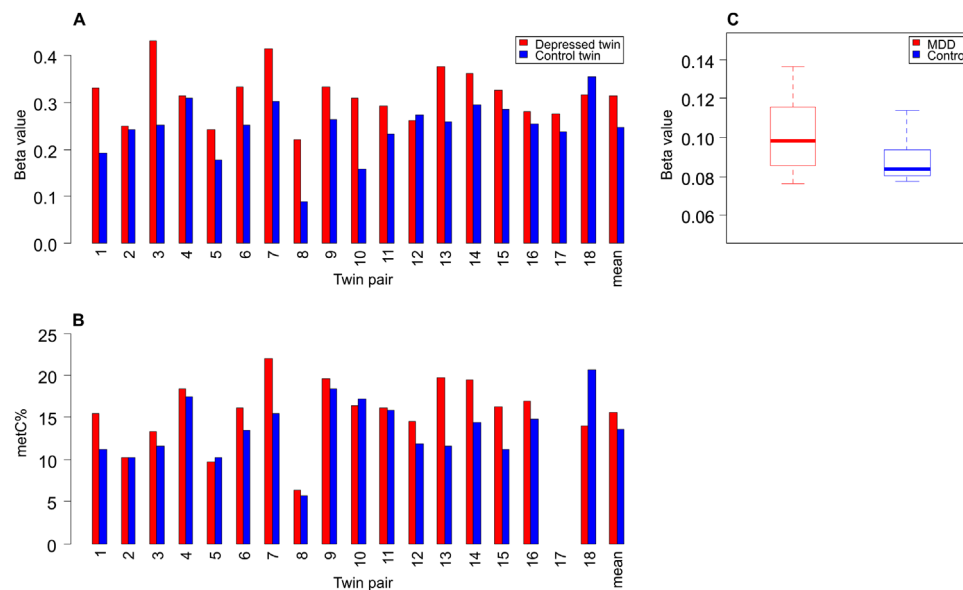 A
Beta value
0.4
0.3
0.2
0.1
0.0
Depressed twin
Control twin
1 2 3 4 5 6 7 8 9 10 11 12 13 14 15 16 17 18 mean
Twin pair
B
metC%
25
20
15
10
5
0
1 2 3 4 5 6 7 8 9 10 11 12 13 14 15 16 17 18 mean
Twin pair
C
Beta value
0.14
0.12
0.10
0.08
0.06
MDD
Contro